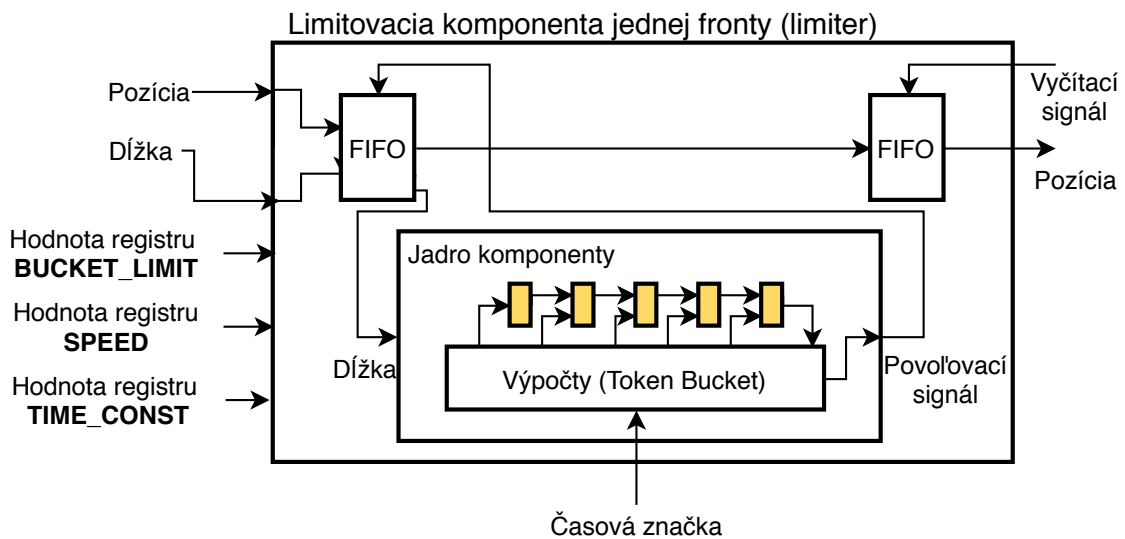 Limitovacia komponenta jednej fronty (limiter)
Pozícia
Dĺžka
FIFO
FIFO
Vyčítací
signál
Pozícia
Hodnota registru
BUCKET_LIMIT
Hodnota registru
SPEED
Hodnota registru
TIME_CONST
Jadro komponenty
Dĺžka
Výpočty (Token Bucket)
Povoľovací
signál
Časová značka